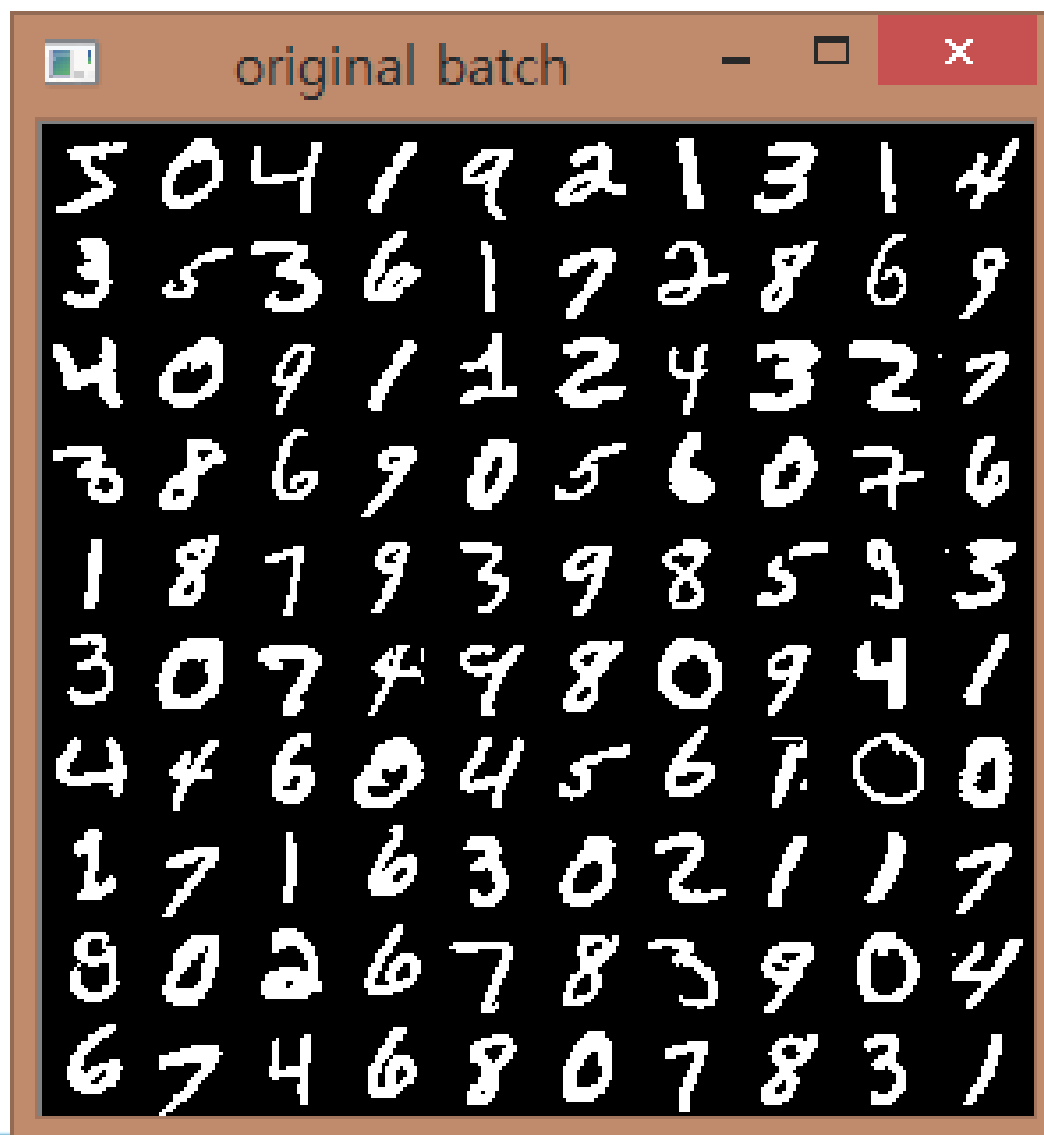 original batch
5 0 4 1 9 2 1 3 1 4
3 5 3 6 1 7 2 8 6 9
4 0 9 1 1 2 4 3 2 7
3 8 6 9 0 5 6 0 7 6
1 8 7 9 3 9 8 5 9 3
3 0 7 4 9 8 0 9 4 1
4 4 6 0 4 5 6 7 0 0
1 7 1 6 3 0 2 1 1 7
8 0 2 6 7 8 3 9 0 4
6 7 4 6 8 0 7 8 3 1